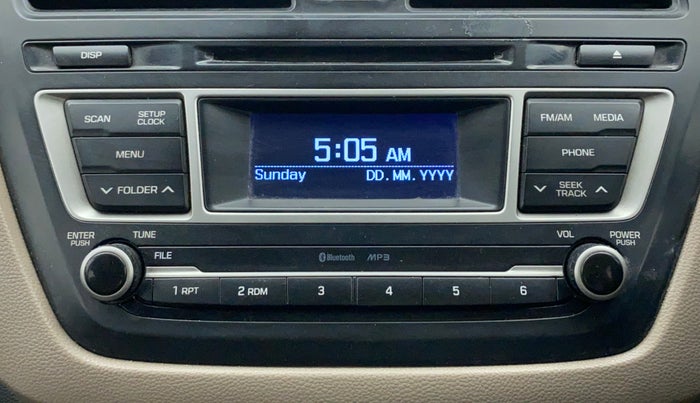 DISP
SCAN SETUP CLOCK
FM/AM MEDIA
5:05 AM
MENU
PHONE
Sunday DD.MM.YYYY
FOLDER
SEEK TRACK
ENTER PUSH TUNE
VOL POWER PUSH
FILE
Bluetooth MP3
1 RPT 2 RDM 3 4 5 6